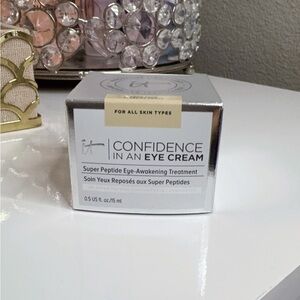 FOR ALL SKIN TYPES
it
CONFIDENCE
IN AN EYE CREAM
Super Peptide Eye-Awakening Treatment
Soin Yeux Reposés aux Super Peptides
0.5 US fl. oz./15 ml